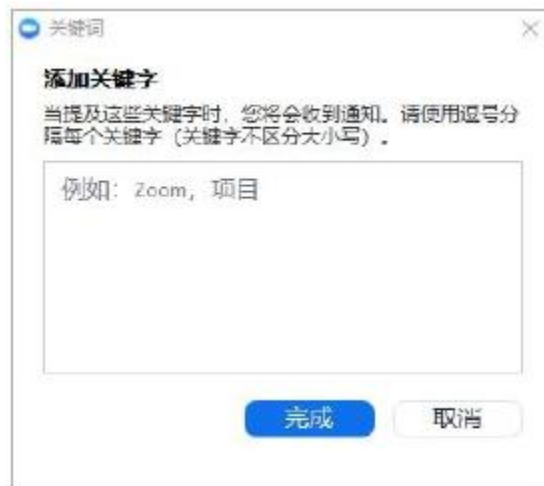 关键词
添加关键字
当提及这些关键字时，您将会收到通知。请使用逗号分
隔每个关键字（关键字不区分大小写）.
例如：Zoom，项目
完成
取消